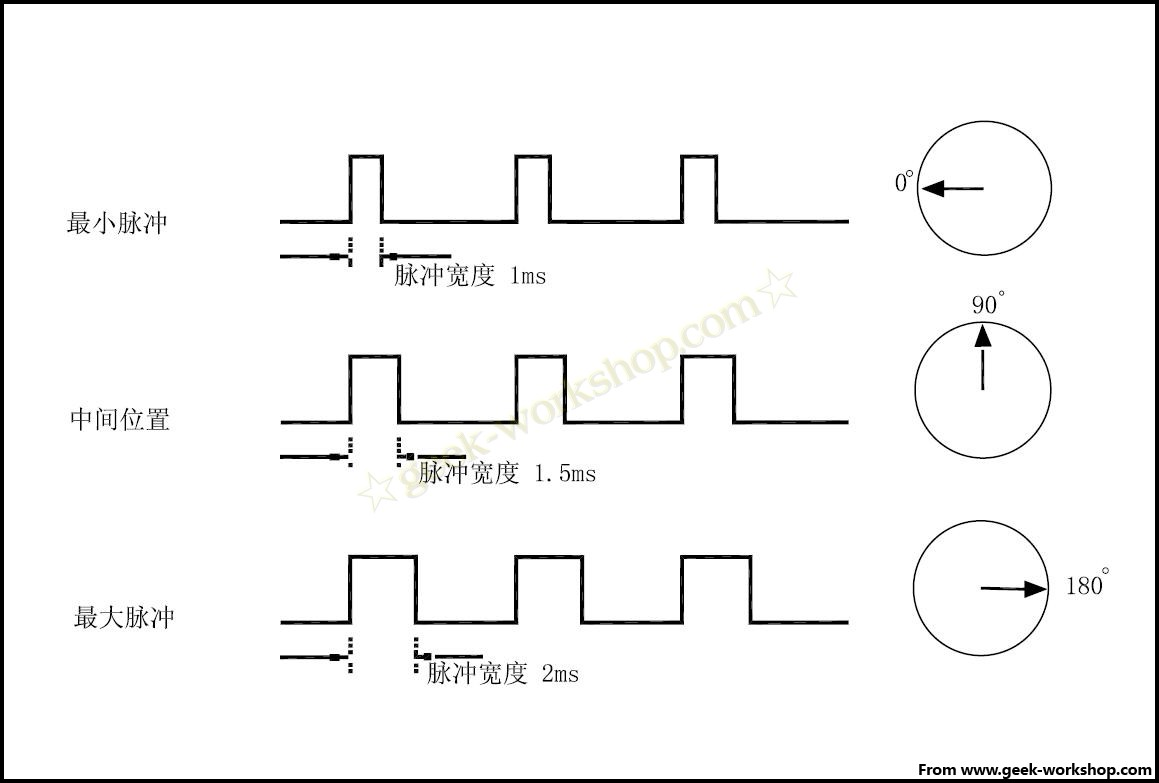 0°
最小脉冲
脉冲宽度 1ms
90°
中间位置
脉冲宽度 1.5ms
☆geek-workshop.com☆
180°
最大脉冲
脉冲宽度 2ms
From www.geek-workshop.com